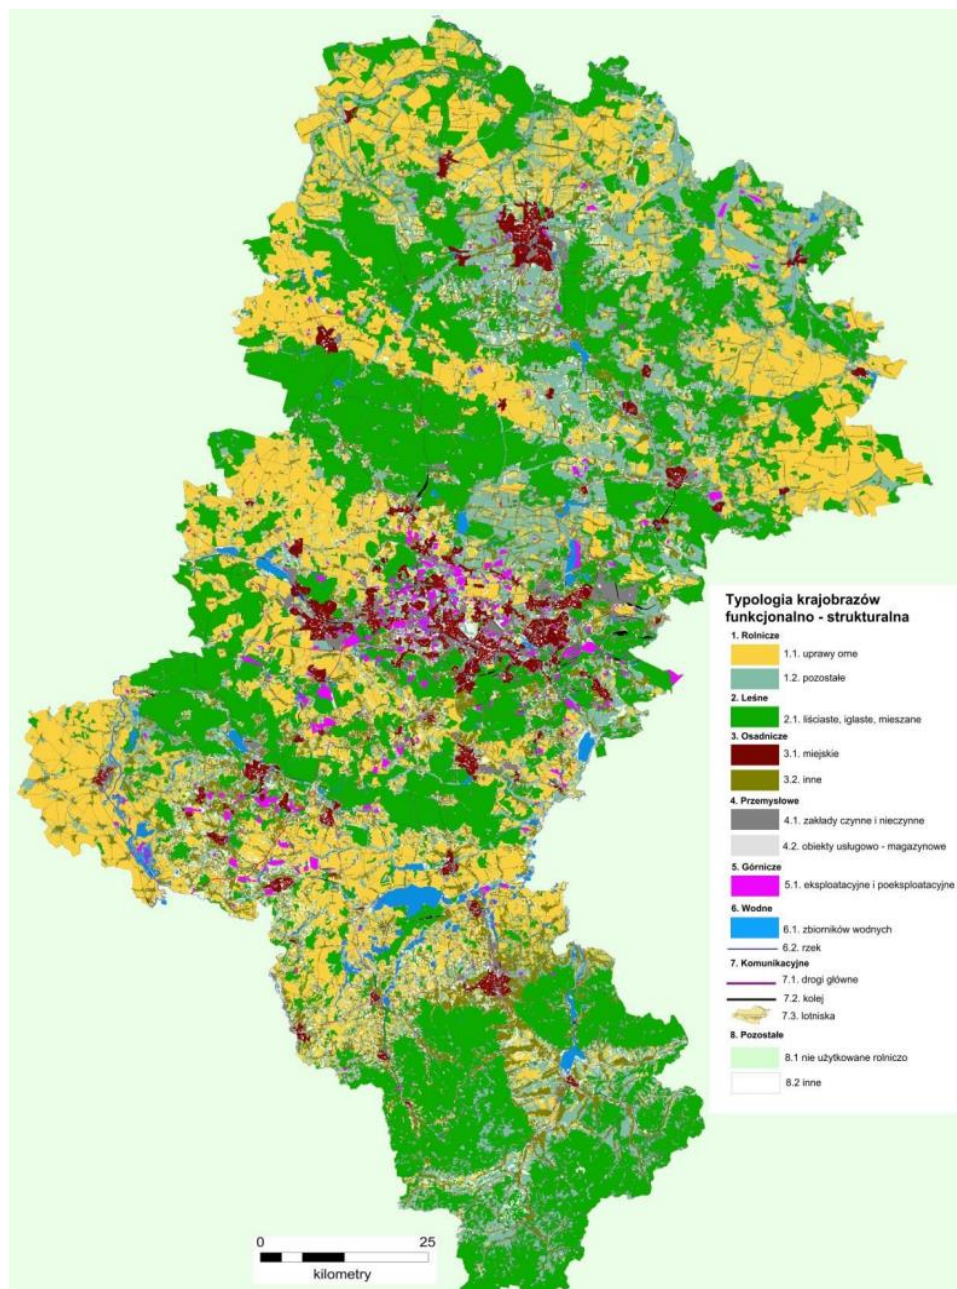 Typologia krajobrazów
funkcjonalno - strukturalna
1. Rolnicze
1.1. uprawy orne
1.2. pozostałe
2. Leśne
2.1. liściaste, iglaste, mieszane
3. Osadnicze
3.1. miejskie
3.2. inne
4. Przemysłowe
4.1. zakłady czynne i nieczynne
4.2. obiekty usługowo - magazynowe
5. Górnicze
5.1. eksploatacyjne i poeksploatacyjne
6. Wodne
6.1. zbiorników wodnych
6.2. rzek
7. Komunikacyjne
7.1. drogi główne
7.2. kolej
7.3. lotniska
8. Pozostałe
8.1 nie użytkowane rolniczo
8.2 inne
0 25
kilometry